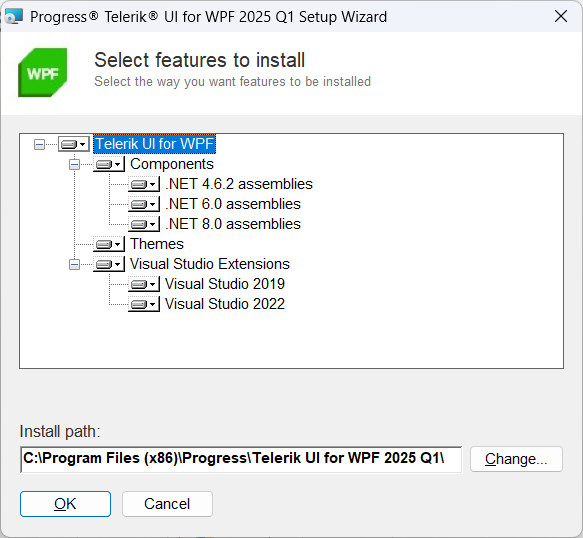 Progress® Telerik® UI for WPF 2025 Q1 Setup Wizard
WPF
Select features to install
Select the way you want features to be installed
Telerik UI for WPF
Components
.NET 4.6.2 assemblies
.NET 6.0 assemblies
.NET 8.0 assemblies
Themes
Visual Studio Extensions
Visual Studio 2019
Visual Studio 2022
Install path:
C:\Program Files (x86)\Progress\Telerik UI for WPF 2025 Q1\
Change...
OK
Cancel